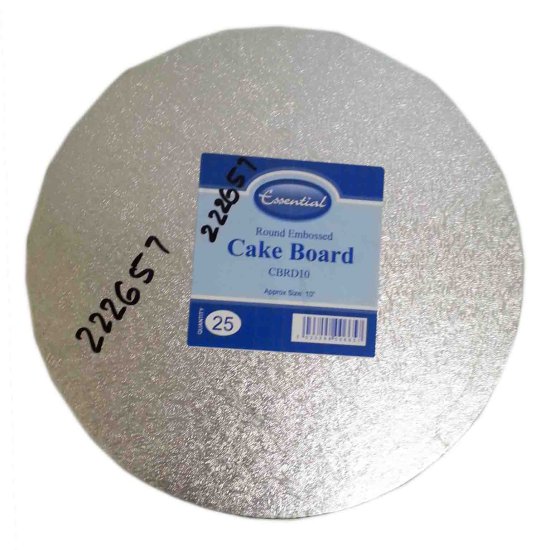 222657
222657
Essential
Round Embossed
Cake Board
CBRD10
Approx Size: 10"
QUANTITY
25